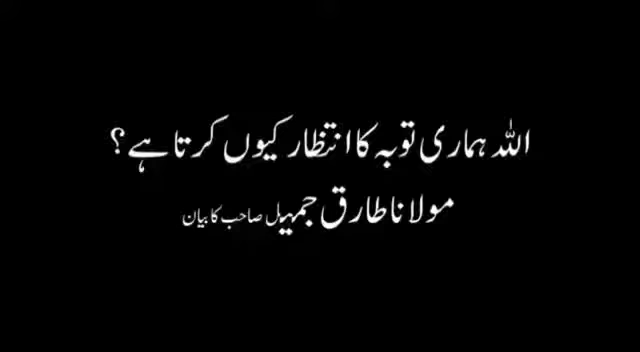 اللہ ہماری توبہ کا انتظار کیوں کرتا ہے؟
مولانا طارق جمیل صاحب کا بیان